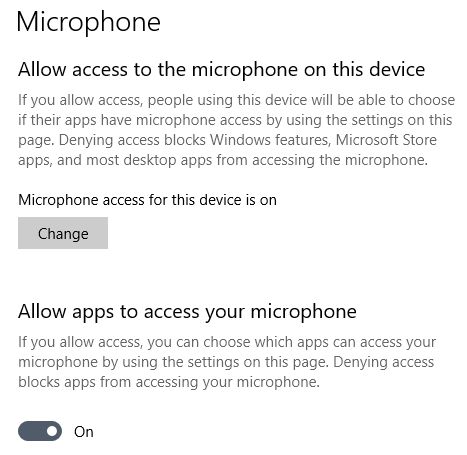 Microphone
Allow access to the microphone on this device
If you allow access, people using this device will be able to choose
if their apps have microphone access by using the settings on this
page. Denying access blocks Windows features, Microsoft Store
apps, and most desktop apps from accessing the microphone.
Microphone access for this device is on
Change
Allow apps to access your microphone
If you allow access, you can choose which apps can access your
microphone by using the settings on this page. Denying access
blocks apps from accessing your microphone.
On